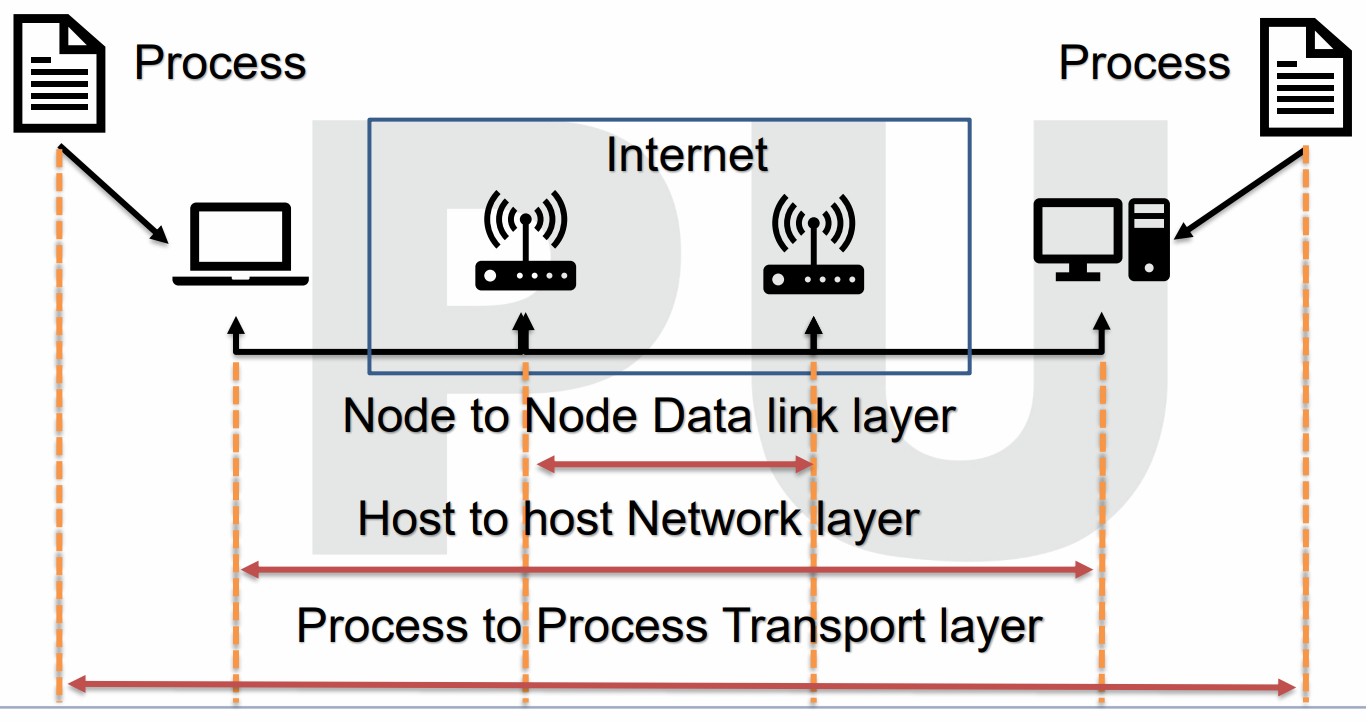 Process
Process
Internet
Node to Node Data link layer
Host to host Network layer
Process to Process Transport layer
PU